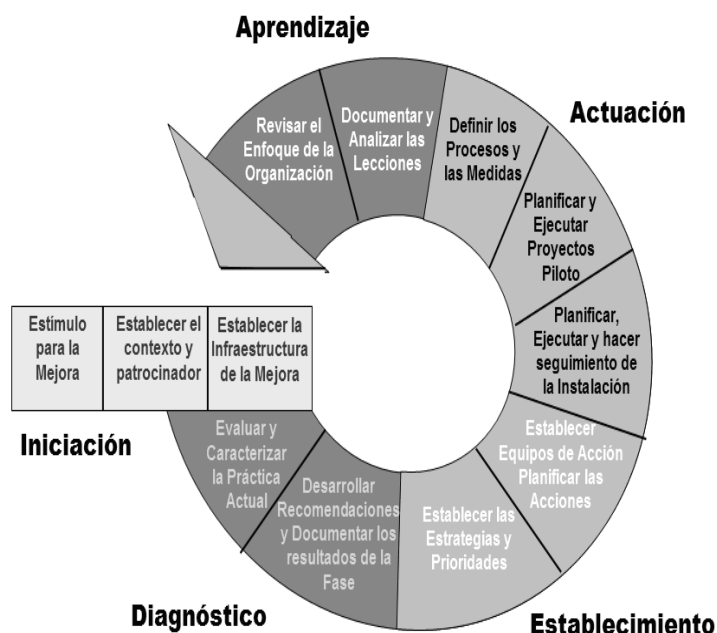 Aprendizaje
Revisar el
Enfoque de la
Organización
Documentar y
Analizar las
Lecciones
Definir los
Procesos y
las Medidas
Actuación
Planificar y
Ejecutar
Proyectos
Piloto
Planificar,
Ejecutar y hacer
seguimiento de
la Instalación
Estímulo
para la
Mejora
Establecer el
contexto y
patrocinador
Establecer la
Infraestructura
de la Mejora
Iniciación
Evaluar y
Caracterizar
la Práctica
Actual
Desarrollar
Recomendaciones
y Documentar los
resultados de la
Fase
Establecer las
Estrategias y
Prioridades
Establecer
Equipos de Acción
Planificar las
Acciones
Diagnóstico
Establecimiento